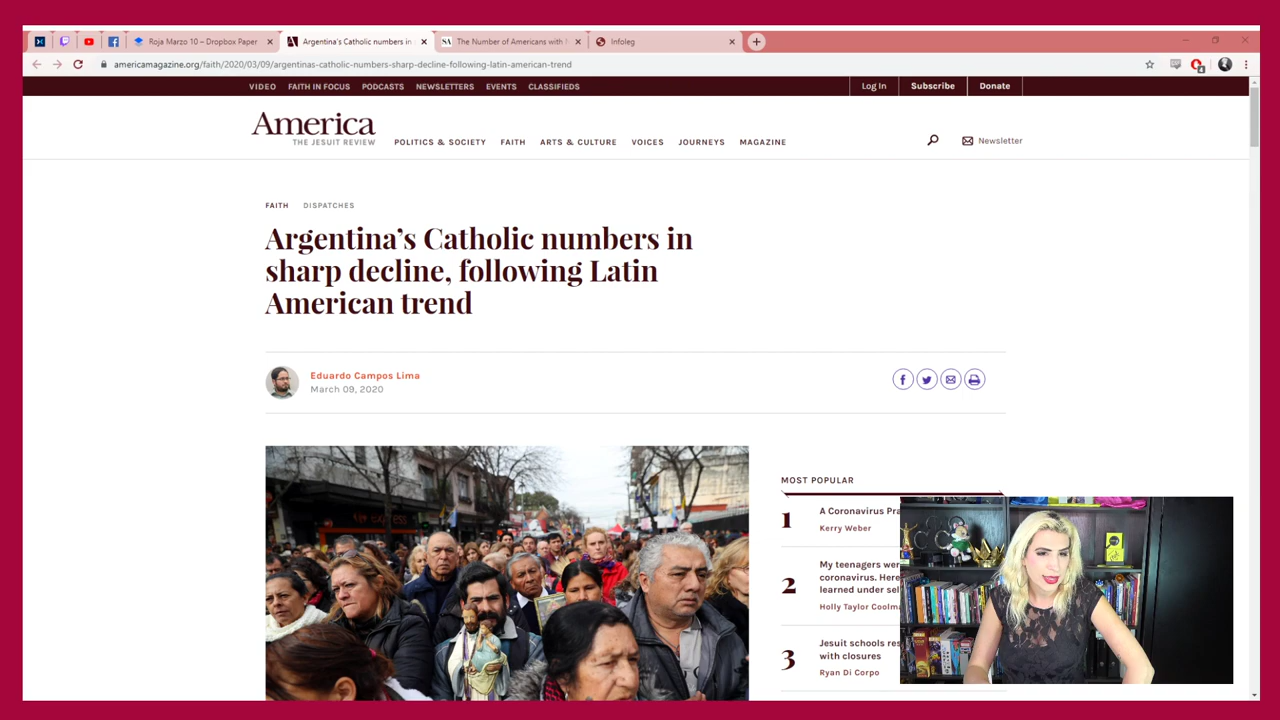 Roja Marzo 10 – Dropbox Paper
Argentina's Catholic numbers in
SA The Number of Americans with
Infoleg
americamagazine.org/faith/2020/03/09/argentinas-catholic-numbers-sharp-decline-following-latin-american-trend
VIDEO FAITH IN FOCUS PODCASTS NEWSLETTERS EVENTS CLASSIFIEDS
Log In Subscribe Donate
America
THE JESUIT REVIEW
POLITICS & SOCIETY FAITH ARTS & CULTURE VOICES JOURNEYS MAGAZINE
Newsletter
FAITH DISPATCHES
Argentina's Catholic numbers in
sharp decline, following Latin
American trend
Eduardo Campos Lima
March 09, 2020
MOST POPULAR
1 A Coronavirus
Kerry Weber
2 My teenagers
coronavirus. Here
learned under
Holly Taylor
3 Jesuit schools
with closures
Ryan Di Corpo